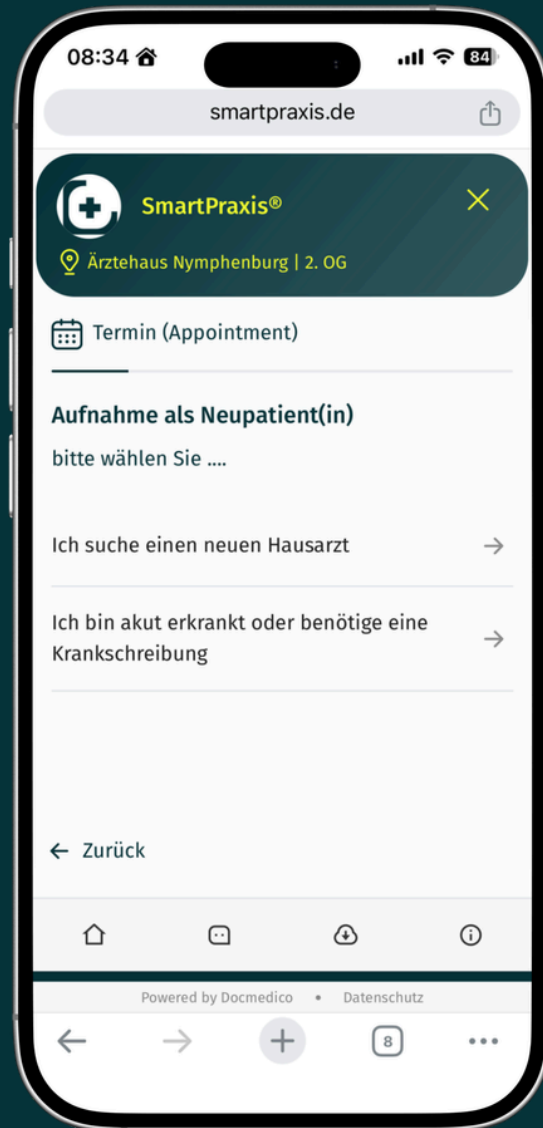 08:34
84
smartpraxis.de
SmartPraxis®
Ärztehaus Nymphenburg | 2. OG
Termin (Appointment)
Aufnahme als Neupatient(in)
bitte wählen Sie ....
Ich suche einen neuen Hausarzt
Ich bin akut erkrankt oder benötige eine
Krankschreibung
Zurück
Powered by Docmedico • Datenschutz
8